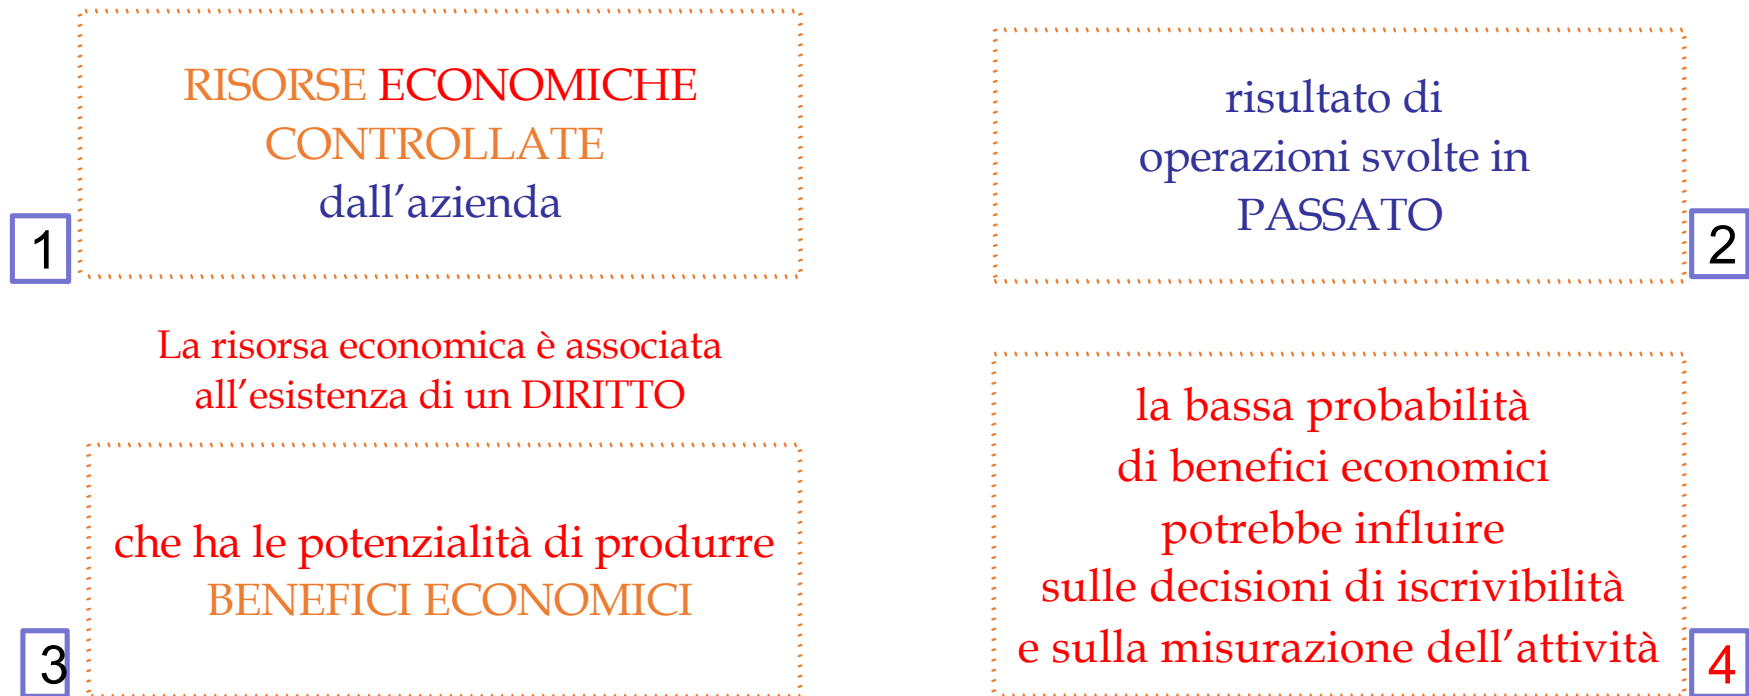 RISORSE ECONOMICHE
CONTROLLATE
dall’azienda
1
risultato di
operazioni svolte in
PASSATO
2
La risorsa economica è associata
all’esistenza di un DIRITTO
che ha le potenzialità di produrre
BENEFICI ECONOMICI
3
la bassa probabilità
di benefici economici
potrebbe influire
sulle decisioni di iscrivibilità
e sulla misurazione dell’attività
4